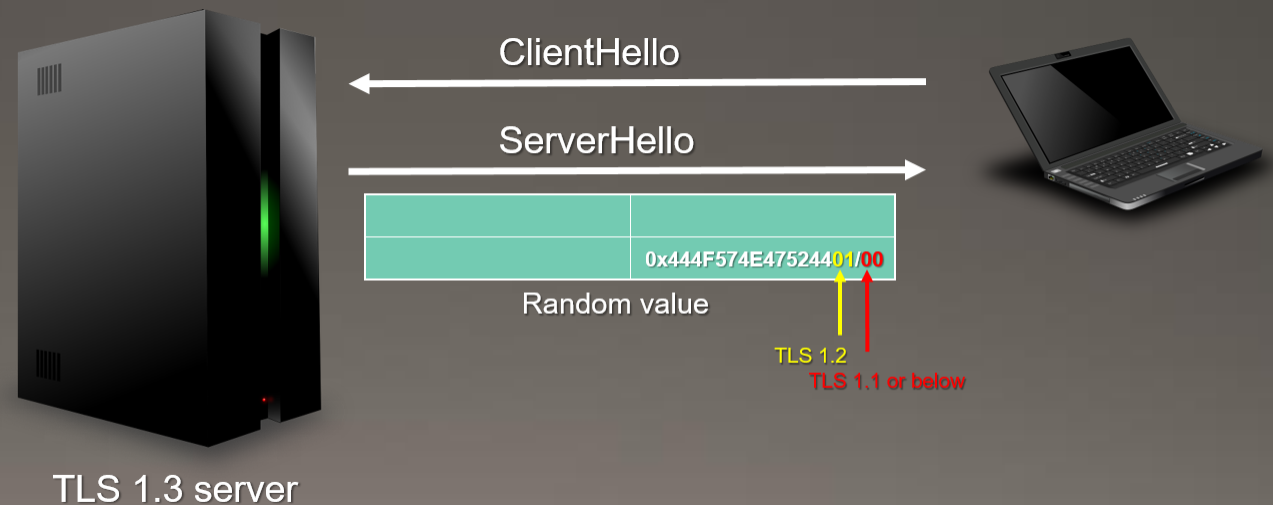 ClientHello
ServerHello
0x444F574E47524401/00
Random value
TLS 1.2
TLS 1.1 or below
TLS 1.3 server